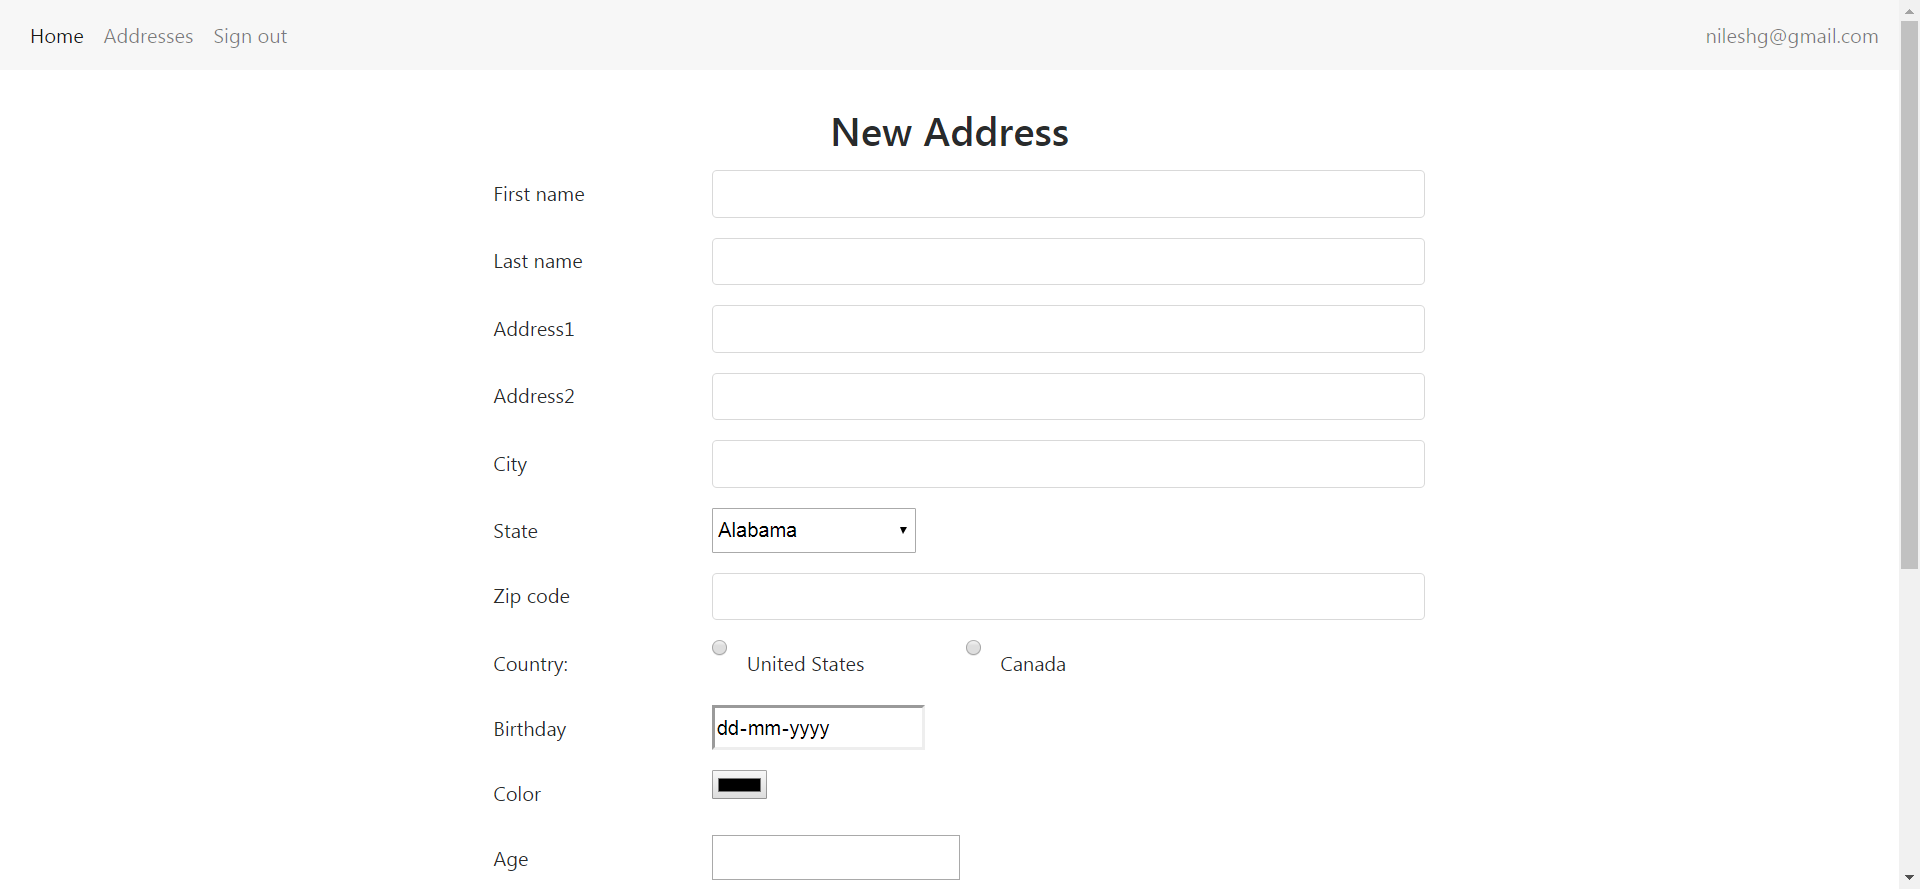 Home Addresses Sign out nileshg@gmail.com
New Address
First name
Last name
Address1
Address2
City
State Alabama
Zip code
Country: United States Canada
Birthday dd-mm-yyyy
Color
Age